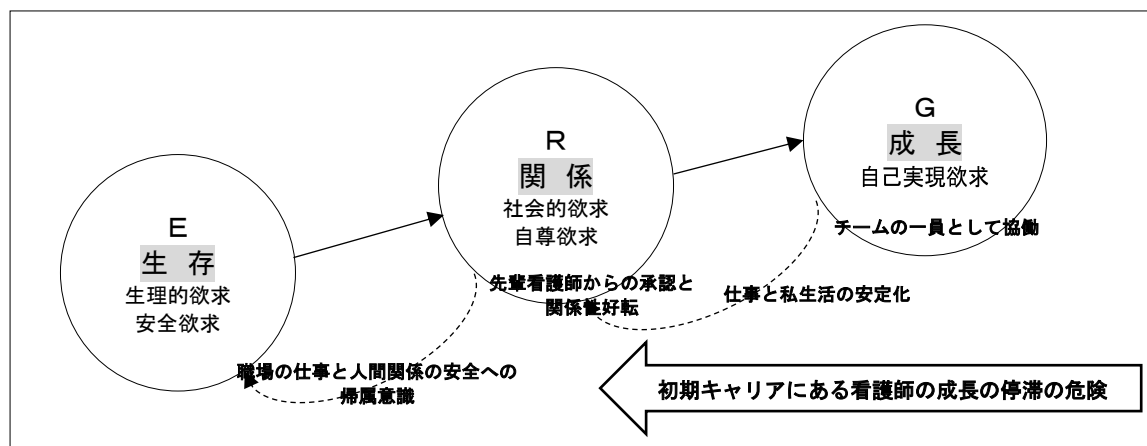 E
生 存
生理的欲求
安全欲求
R
関 係
社会的欲求
自尊欲求
G
成 長
自己実現欲求
チームの一員として協働
先輩看護師からの承認と
関係性好転
仕事と私生活の安定化
職場の仕事と人間関係の安全への
帰属意識
初期キャリアにある看護師の成長の停滞の危険